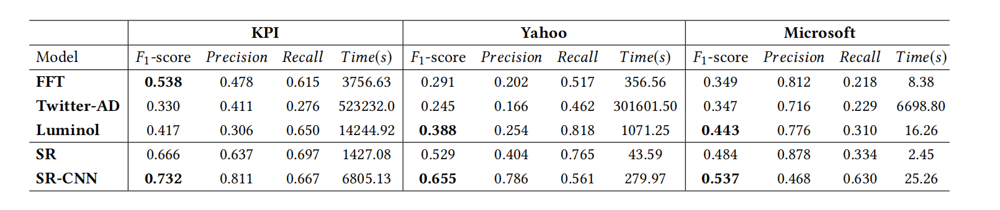 KPI Yahoo Microsoft
Model F1-score Precision Recall Time(s) F1-score Precision Recall Time(s) F1-score Precision Recall Time(s)
FFT 0.538 0.478 0.615 3756.63 0.291 0.202 0.517 356.56 0.349 0.812 0.218 8.38
Twitter-AD 0.330 0.411 0.276 523232.0 0.245 0.166 0.462 301601.50 0.347 0.716 0.229 6698.80
Luminol 0.417 0.306 0.650 14244.92 0.388 0.254 0.818 1071.25 0.443 0.776 0.310 16.26
SR 0.666 0.637 0.697 1427.08 0.529 0.404 0.765 43.59 0.484 0.878 0.334 2.45
SR-CNN 0.732 0.811 0.667 6805.13 0.655 0.786 0.561 279.97 0.537 0.468 0.630 25.26